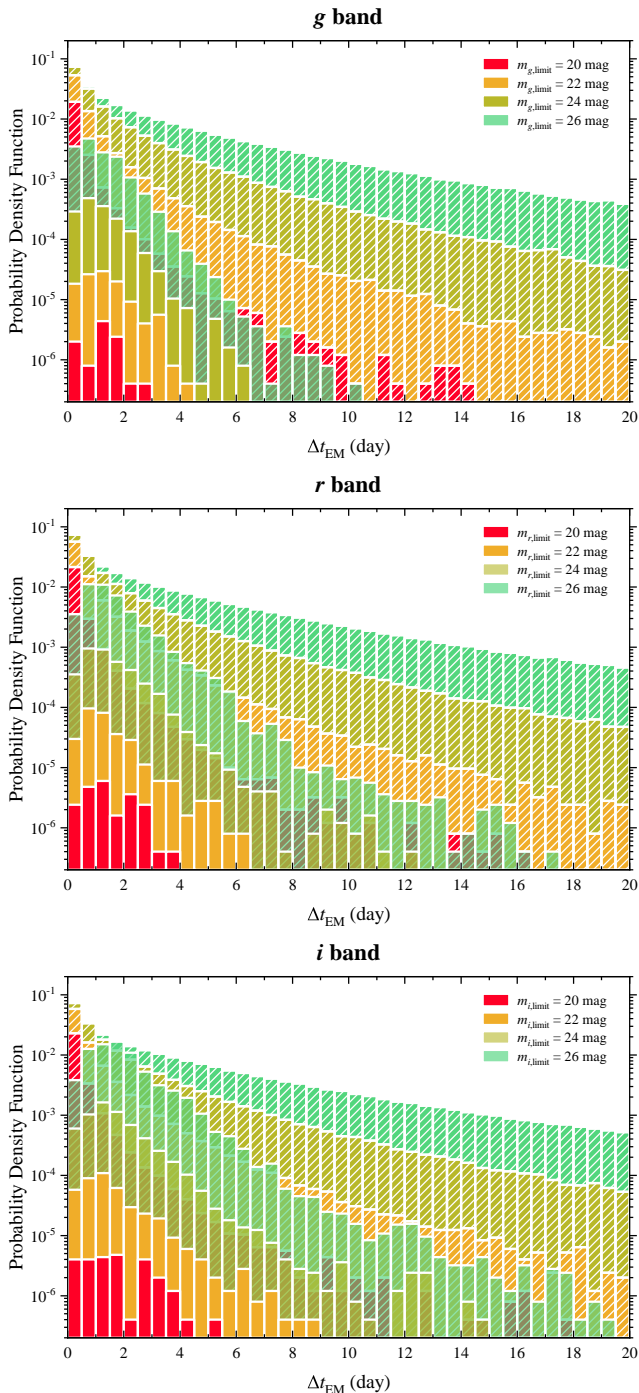 g band
Probability Density Function
10⁻¹
10⁻²
10⁻³
10⁻⁴
10⁻⁵
10⁻⁶
m_g,limit = 20 mag
m_g,limit = 22 mag
m_g,limit = 24 mag
m_g,limit = 26 mag
0 2 4 6 8 10 12 14 16 18 20
Δt_EM (day)
r band
Probability Density Function
10⁻¹
10⁻²
10⁻³
10⁻⁴
10⁻⁵
10⁻⁶
m_r,limit = 20 mag
m_r,limit = 22 mag
m_r,limit = 24 mag
m_r,limit = 26 mag
0 2 4 6 8 10 12 14 16 18 20
Δt_EM (day)
i band
Probability Density Function
10⁻¹
10⁻²
10⁻³
10⁻⁴
10⁻⁵
10⁻⁶
m_i,limit = 20 mag
m_i,limit = 22 mag
m_i,limit = 24 mag
m_i,limit = 26 mag
0 2 4 6 8 10 12 14 16 18 20
Δt_EM (day)